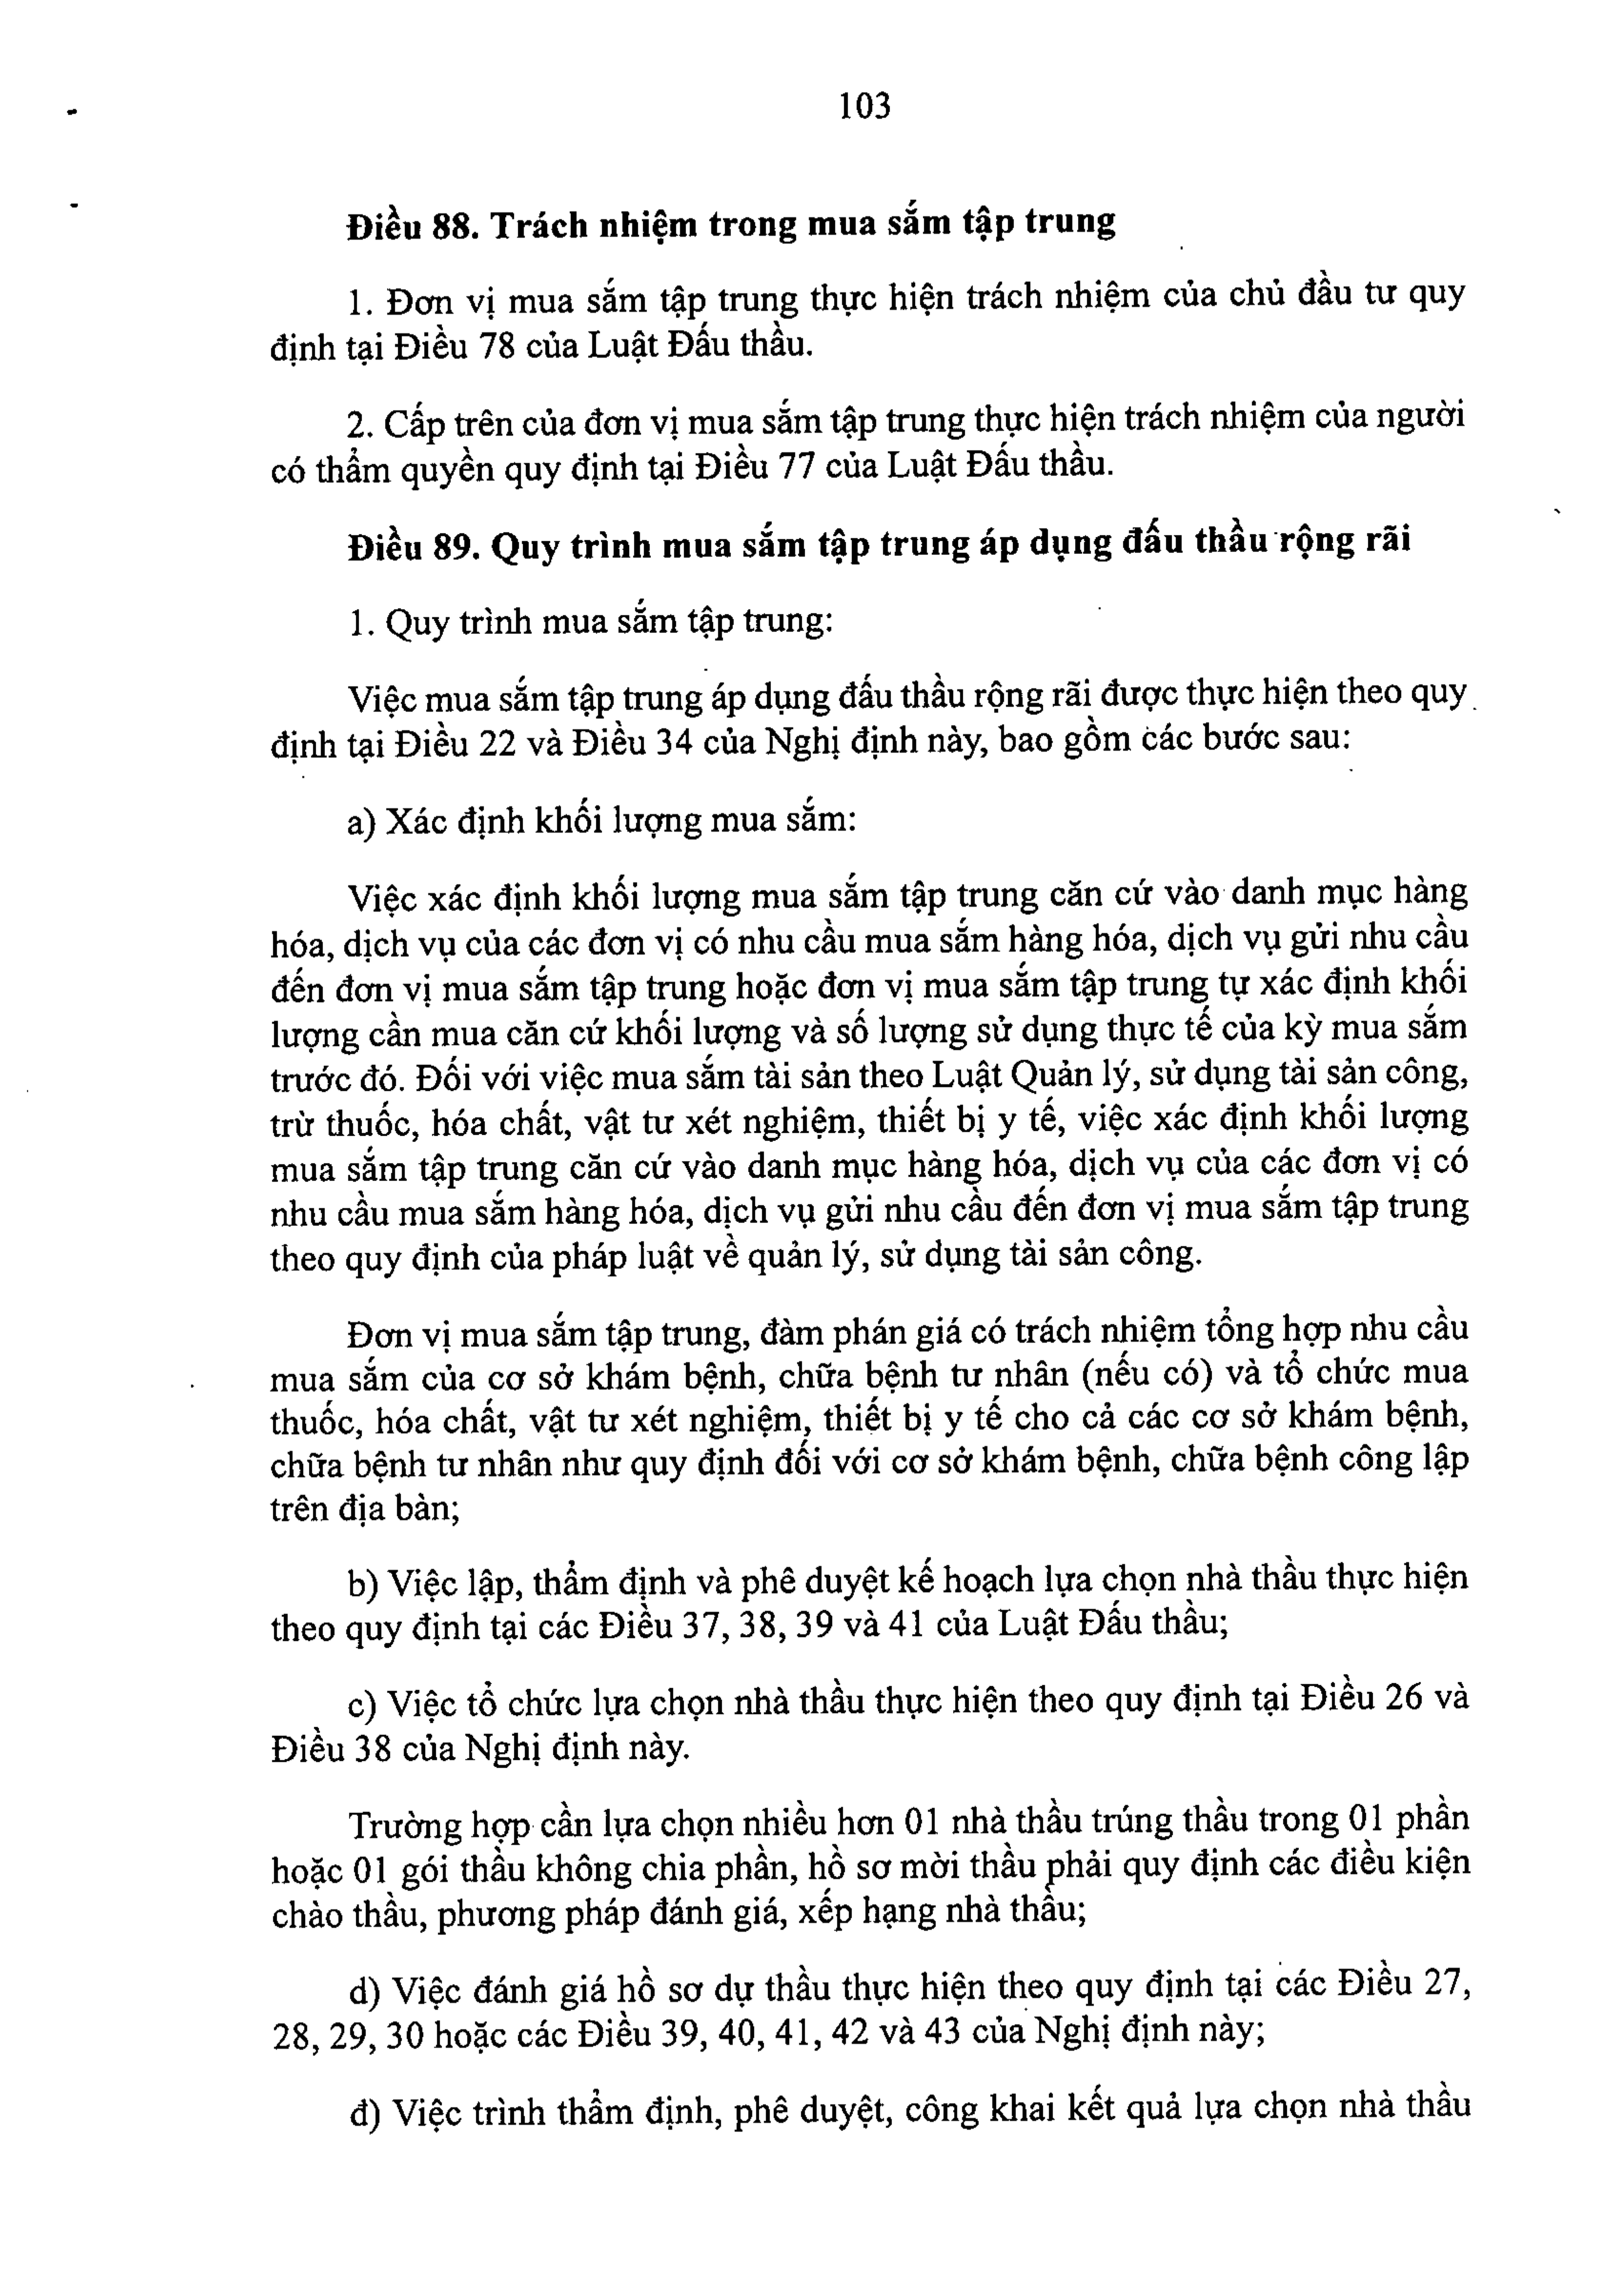 103
Điều 88. Trách nhiệm trong mua sắm tập trung
1. Đơn vị mua sắm tập trung thực hiện trách nhiệm của chủ đầu tư quy
định tại Điều 78 của Luật Đấu thầu.
2. Cấp trên của đơn vị mua sắm tập trung thực hiện trách nhiệm của người
có thẩm quyền quy định tại Điều 77 của Luật Đấu thầu.
Điều 89. Quy trình mua sắm tập trung áp dụng đấu thầu rộng rãi
1. Quy trình mua sắm tập trung:
Việc mua sắm tập trung áp dụng đấu thầu rộng rãi được thực hiện theo quy
định tại Điều 22 và Điều 34 của Nghị định này, bao gồm các bước sau:
a) Xác định khối lượng mua sắm:
Việc xác định khối lượng mua sắm tập trung căn cứ vào danh mục hàng
hóa, dịch vụ của các đơn vị có nhu cầu mua sắm hàng hóa, dịch vụ gửi nhu cầu
đến đơn vị mua sắm tập trung hoặc đơn vị mua sắm tập trung tự xác định khối
lượng cần mua căn cứ khối lượng và số lượng sử dụng thực tế của kỳ mua sắm
trước đó. Đối với việc mua sắm tài sản theo Luật Quản lý, sử dụng tài sản công,
trừ thuốc, hóa chất, vật tư xét nghiệm, thiết bị y tế, việc xác định khối lượng
mua sắm tập trung căn cứ vào danh mục hàng hóa, dịch vụ của các đơn vị có
nhu cầu mua sắm hàng hóa, dịch vụ gửi nhu cầu đến đơn vị mua sắm tập trung
theo quy định của pháp luật về quản lý, sử dụng tài sản công.
Đơn vị mua sắm tập trung, đàm phán giá có trách nhiệm tổng hợp nhu cầu
mua sắm của cơ sở khám bệnh, chữa bệnh tư nhân (nếu có) và tổ chức mua
thuốc, hóa chất, vật tư xét nghiệm, thiết bị y tế cho cả các cơ sở khám bệnh,
chữa bệnh tư nhân như quy định đối với cơ sở khám bệnh, chữa bệnh công lập
trên địa bàn;
b) Việc lập, thẩm định và phê duyệt kế hoạch lựa chọn nhà thầu thực hiện
theo quy định tại các Điều 37, 38, 39 và 41 của Luật Đấu thầu;
c) Việc tổ chức lựa chọn nhà thầu thực hiện theo quy định tại Điều 26 và
Điều 38 của Nghị định này.
Trường hợp cần lựa chọn nhiều hơn 01 nhà thầu trúng thầu trong 01 phần
hoặc 01 gói thầu không chia phần, hồ sơ mời thầu phải quy định các điều kiện
chào thầu, phương pháp đánh giá, xếp hạng nhà thầu;
d) Việc đánh giá hồ sơ dự thầu thực hiện theo quy định tại các Điều 27,
28, 29, 30 hoặc các Điều 39, 40, 41, 42 và 43 của Nghị định này;
đ) Việc trình thẩm định, phê duyệt, công khai kết quả lựa chọn nhà thầu